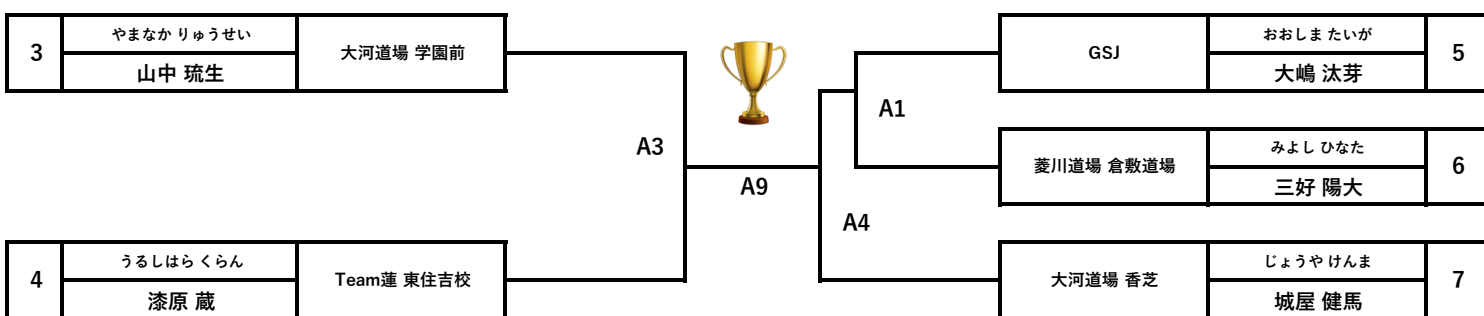 3
やまなか りゅうせい
山中 琉生
大河道場 学園前
4
うるしはら くらん
漆原 蔵
Team蓮 東住吉校
A3
A9
A1
A4
GSJ
おおしま たいが
大嶋 汰芽
5
菱川道場 倉敷道場
みよし ひなた
三好 陽大
6
大河道場 香芝
じょうや けんま
城屋 健馬
7